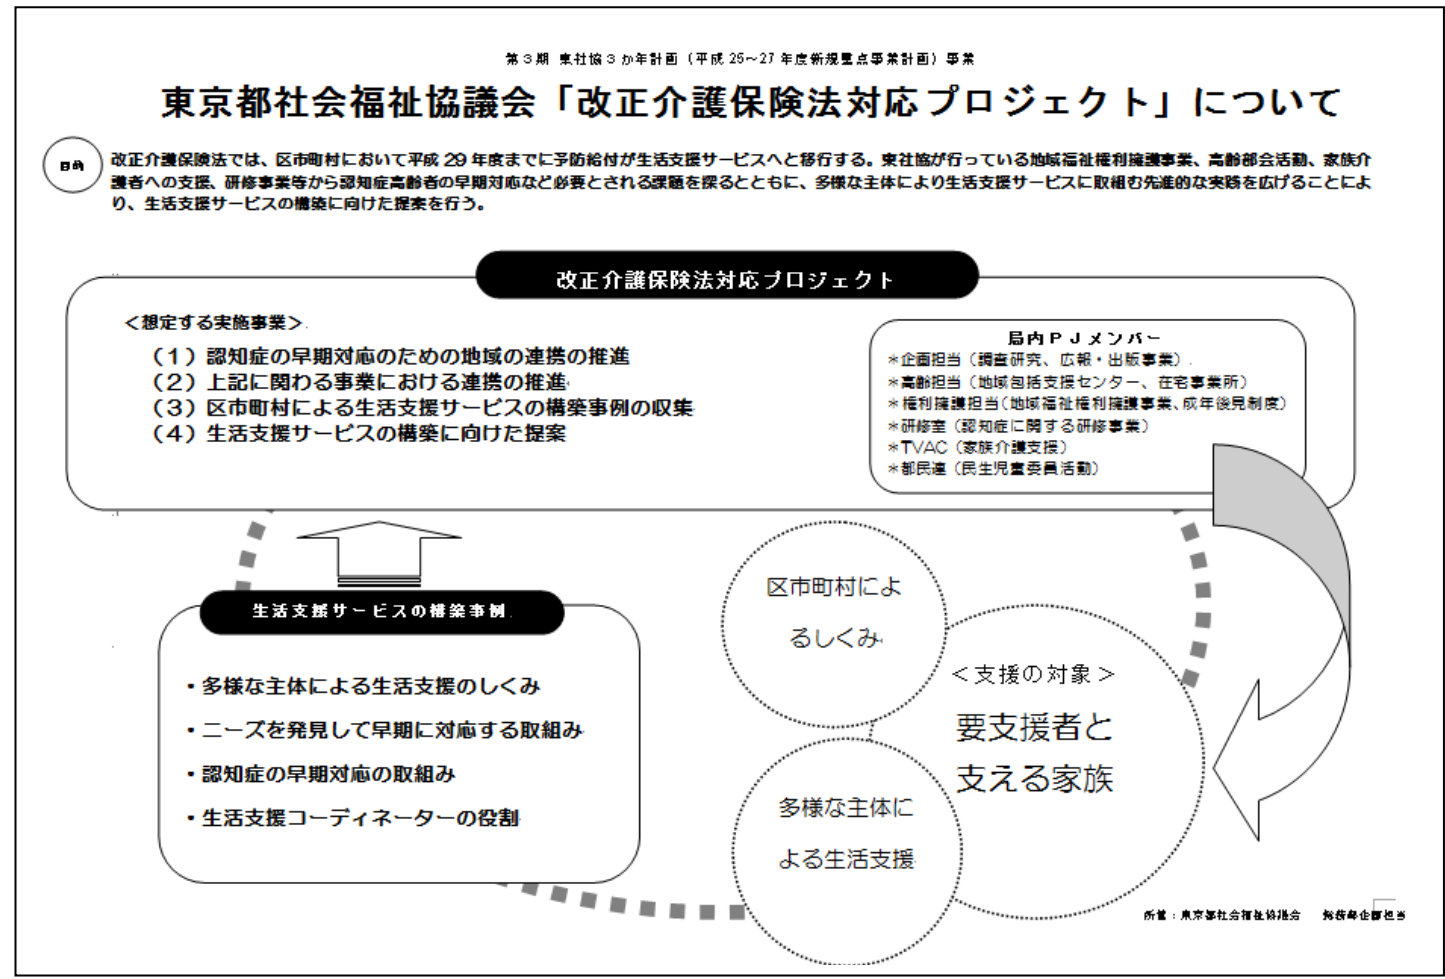 第３期 東社協３か年計画（平成 25～27 年度新規重点事業計画）事業
東京都社会福祉協議会「改正介護保険法対応プロジェクト」について
目的
改正介護保険法では、区市町村において平成 29 年度までに予防給付が生活支援サービスへと移行する。東社協が行っている地域福祉権利擁護事業、高齢部会活動、家族介
護者への支援、研修事業等から認知症高齢者の早期対応など必要とされる課題を探るとともに、多様な主体により生活支援サービスに取組む先進的な実践を広げることによ
り、生活支援サービスの構築に向けた提案を行う。
改正介護保険法対応プロジェクト
＜想定する実施事業＞
（１）認知症の早期対応のための地域の連携の推進
（２）上記に関わる事業における連携の推進
（３）区市町村による生活支援サービスの構築事例の収集
（４）生活支援サービスの構築に向けた提案
局内ＰＪメンバー
＊企画担当（調査研究、広報・出版事業）
＊高齢担当（地域包括支援センター、在宅事業所）
＊権利擁護担当（地域福祉権利擁護事業、成年後見制度）
＊研修室（認知症に関する研修事業）
＊TVAC（家族介護支援）
＊都民連（民生児童委員活動）
生活支援サービスの構築事例
・多様な主体による生活支援のしくみ
・ニーズを発見して早期に対応する取組み
・認知症の早期対応の取組み
・生活支援コーディネーターの役割
区市町村によ
るしくみ
＜支援の対象＞
要支援者と
支える家族
多様な主体に
よる生活支援
所管：東京都社会福祉協議会　総務部企画担当